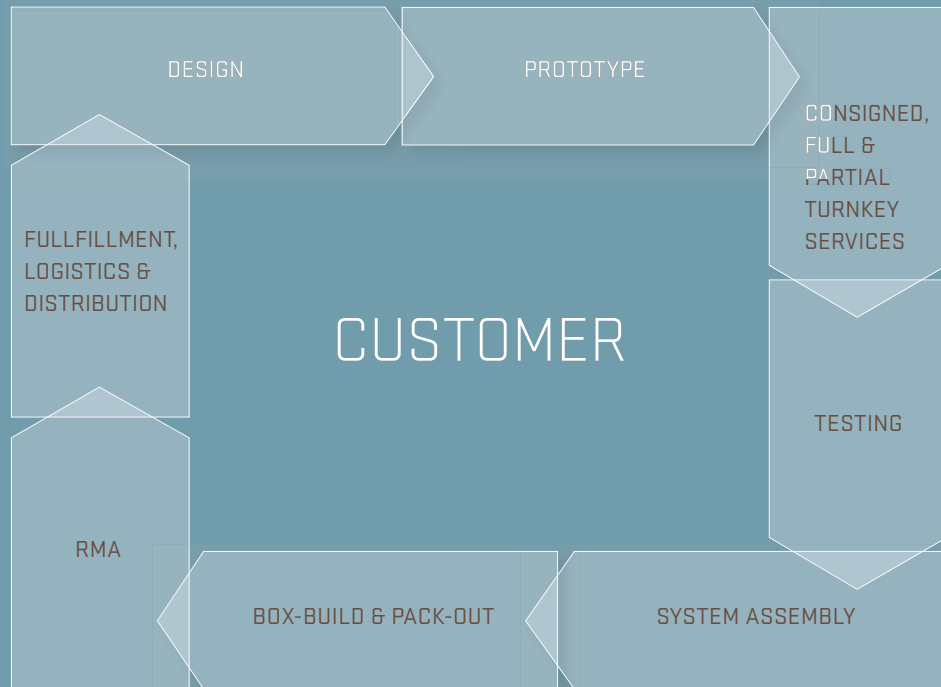 DESIGN
PROTOTYPE
CONSIGNED,
FULL &
PARTIAL
TURNKEY
SERVICES
FULLFILLMENT,
LOGISTICS &
DISTRIBUTION
CUSTOMER
TESTING
RMA
BOX-BUILD & PACK-OUT
SYSTEM ASSEMBLY